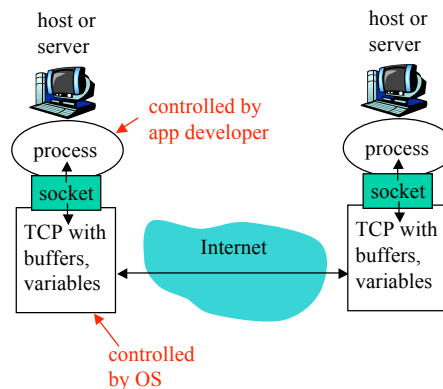 host or
server
host or
server
controlled by
app developer
process
process
socket
socket
TCP with
buffers,
variables
Internet
TCP with
buffers,
variables
controlled
by OS